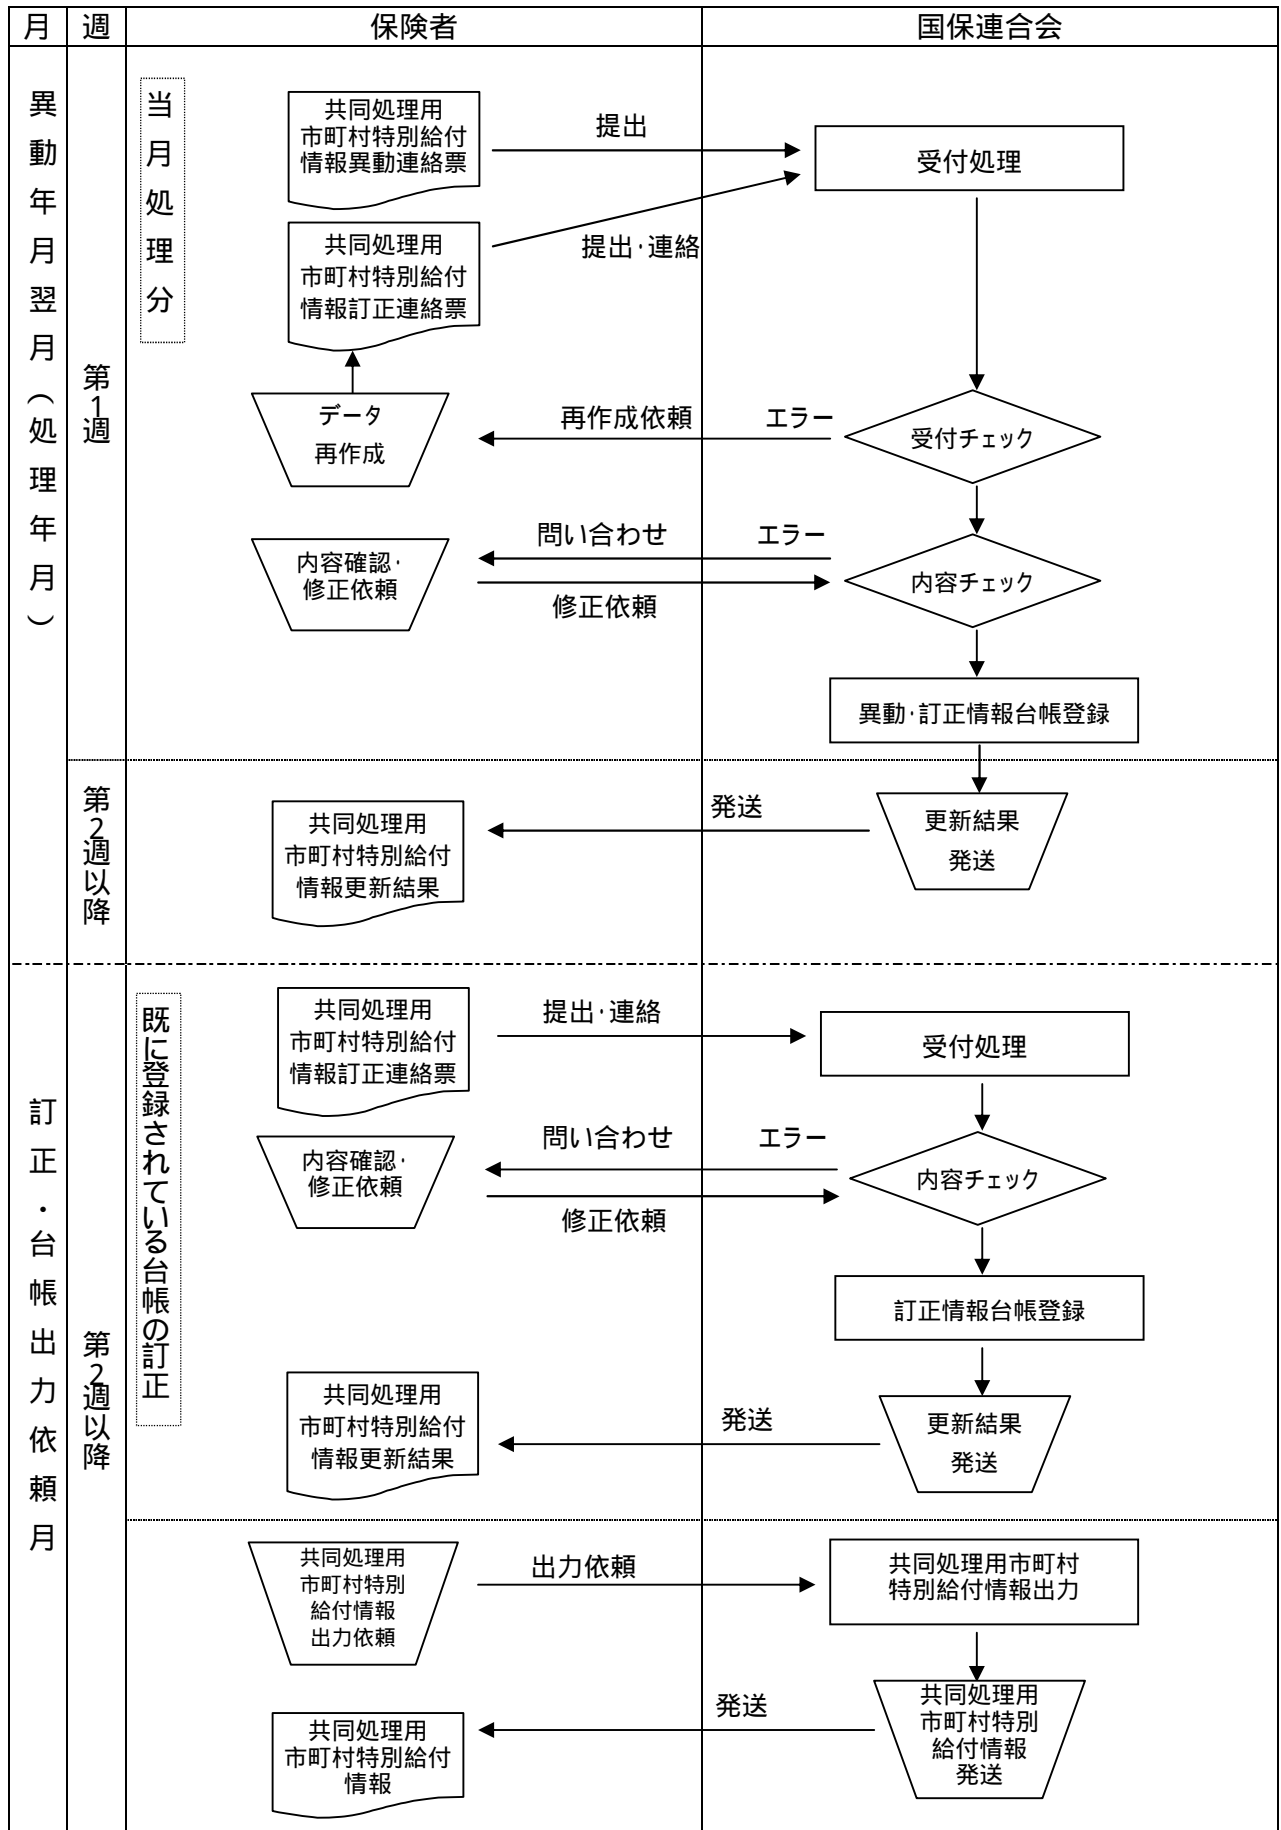 月
週
保険者
国保連合会
異動年月翌月（処理年月）
第1週
当月処理分
共同処理用
市町村特別給付
情報異動連絡票
提出
受付処理
共同処理用
市町村特別給付
情報訂正連絡票
提出・連絡
データ
再作成
再作成依頼
エラー
受付チェック
内容確認・
修正依頼
問い合わせ
エラー
修正依頼
内容チェック
異動・訂正情報台帳登録
第2週以降
共同処理用
市町村特別給付
情報更新結果
発送
更新結果
発送
訂正・台帳出力依頼月
第2週以降
既に登録されている台帳の訂正
共同処理用
市町村特別給付
情報訂正連絡票
提出・連絡
受付処理
内容確認・
修正依頼
問い合わせ
エラー
修正依頼
内容チェック
訂正情報台帳登録
共同処理用
市町村特別給付
情報更新結果
発送
更新結果
発送
共同処理用
市町村特別
給付情報
出力依頼
出力依頼
共同処理用市町村
特別給付情報出力
共同処理用
市町村特別給付
情報
発送
共同処理用
市町村特別
給付情報
発送